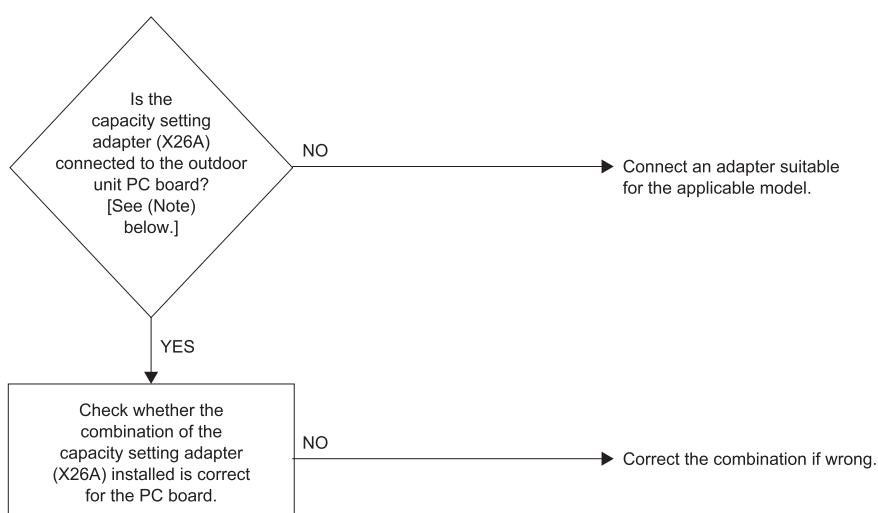 Is the
capacity setting
adapter (X26A)
connected to the outdoor
unit PC board?
[See (Note)
below.]
NO
Connect an adapter suitable
for the applicable model.
YES
Check whether the
combination of the
capacity setting adapter
(X26A) installed is correct
for the PC board.
NO
Correct the combination if wrong.